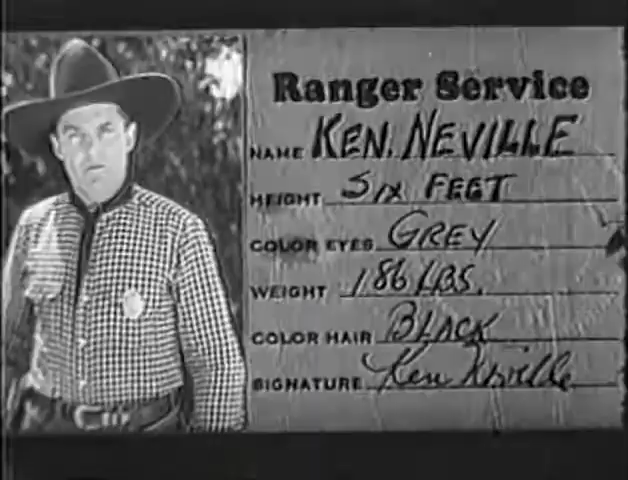 Ranger Service
NAME KEN. NEVILLE
HEIGHT SIX FEET
COLOR EYES GREY
WEIGHT 186 LBS.
COLOR HAIR BLACK
SIGNATURE Ken Neville